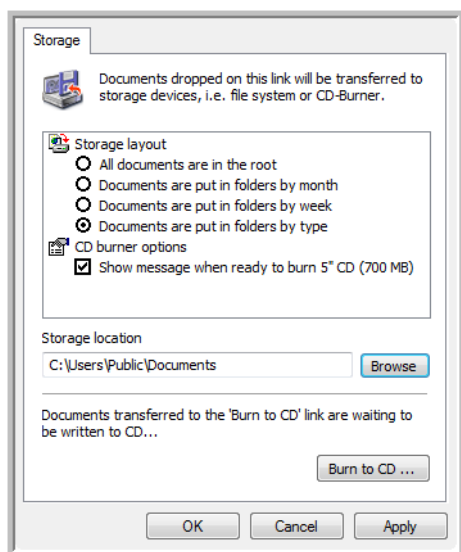 Storage
Documents dropped on this link will be transferred to
storage devices, i.e. file system or CD-Burner.
Storage layout
All documents are in the root
Documents are put in folders by month
Documents are put in folders by week
Documents are put in folders by type
CD burner options
Show message when ready to burn 5" CD (700 MB)
Storage location
C:\Users\Public\Documents
Browse
Documents transferred to the 'Burn to CD' link are waiting to
be written to CD...
Burn to CD ...
OK
Cancel
Apply